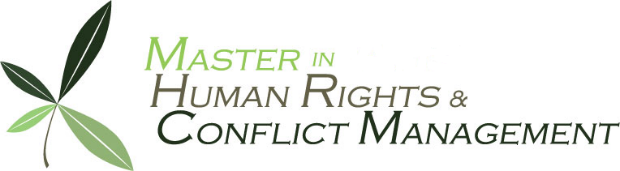 MASTER IN
HUMAN RIGHTS &
CONFLICT MANAGEMENT